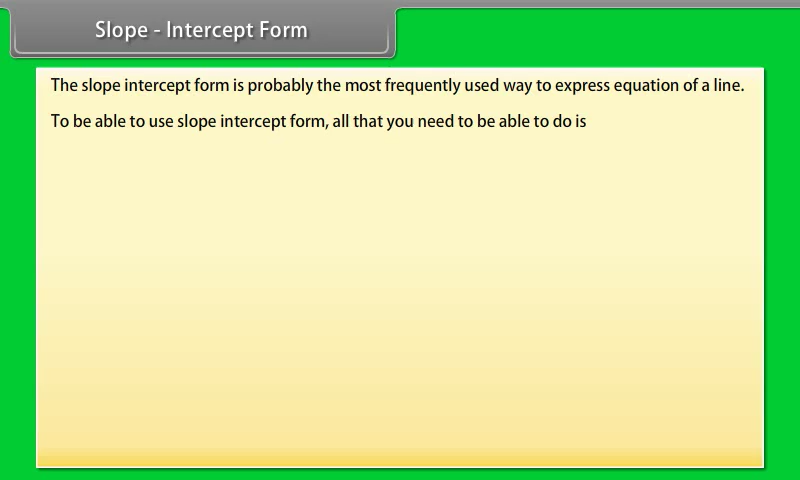 Slope - Intercept Form
The slope intercept form is probably the most frequently used way to express equation of a line.
To be able to use slope intercept form, all that you need to be able to do is